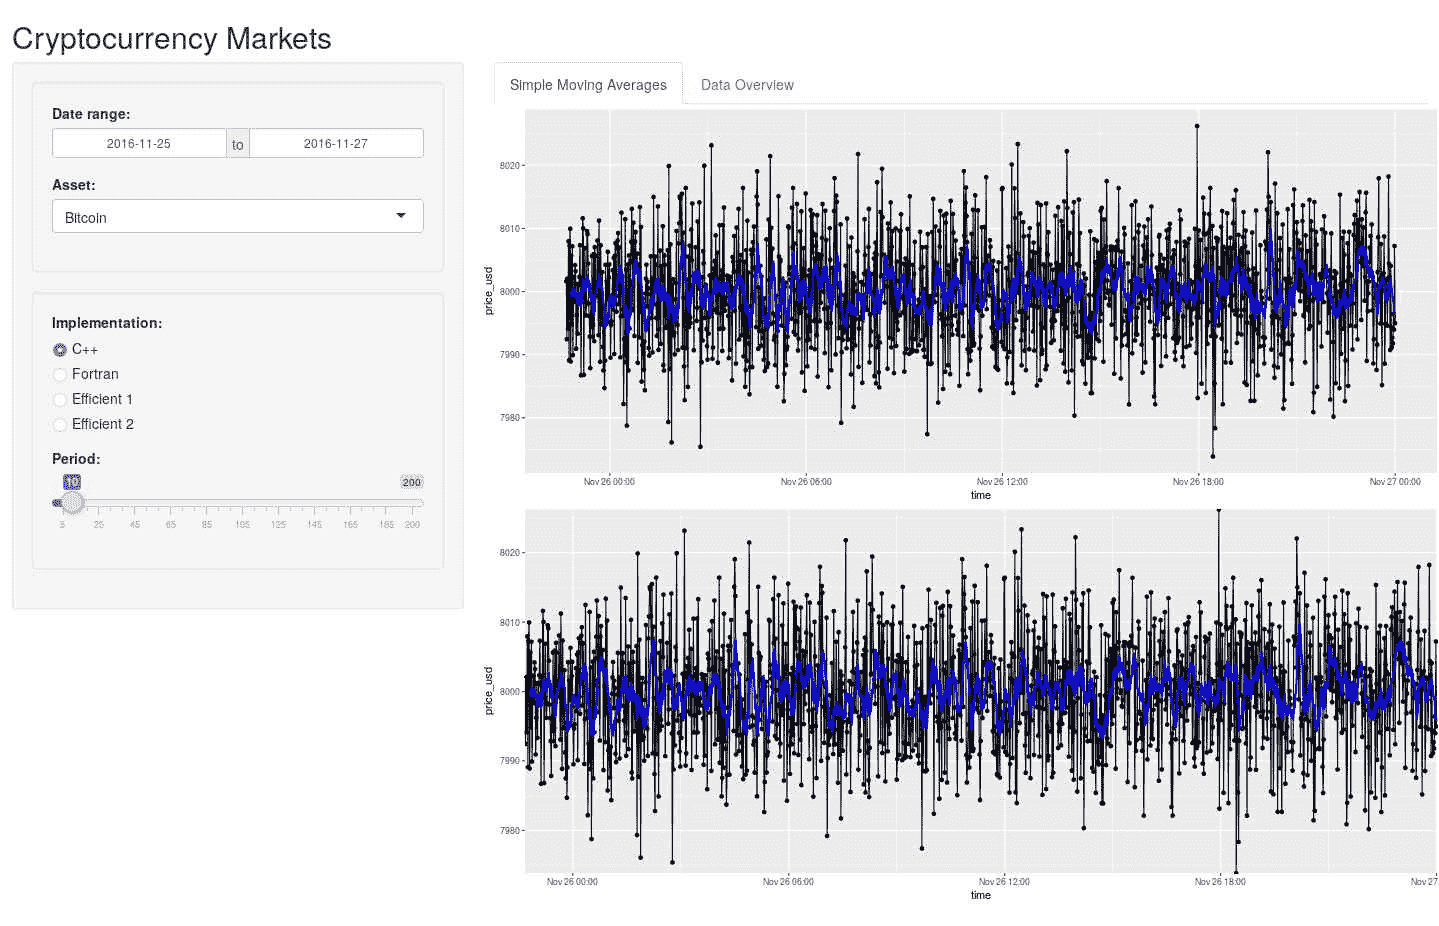 Cryptocurrency Markets
Date range:
2016-11-25 to 2016-11-27
Asset:
Bitcoin
Implementation:
C++
Fortran
Efficient 1
Efficient 2
Period:
10 200
5 25 45 65 85 105 125 145 165 185 200
Simple Moving Averages Data Overview
8020
8010
8000
7990
7980
price_usd
Nov 26 00:00 Nov 26 06:00 Nov 26 12:00 Nov 26 18:00 Nov 27 00:00
time
8020
8010
8000
7990
7980
price_usd
Nov 26 00:00 Nov 26 06:00 Nov 26 12:00 Nov 26 18:00 Nov 27
time